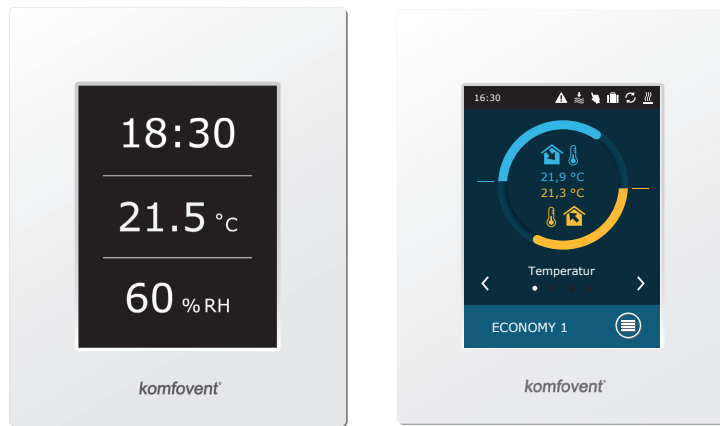 18:30
21.5 °C
60 % RH
komfovent®
16:30
21,9 °C
21,3 °C
Temperatur
ECONOMY 1
komfovent®